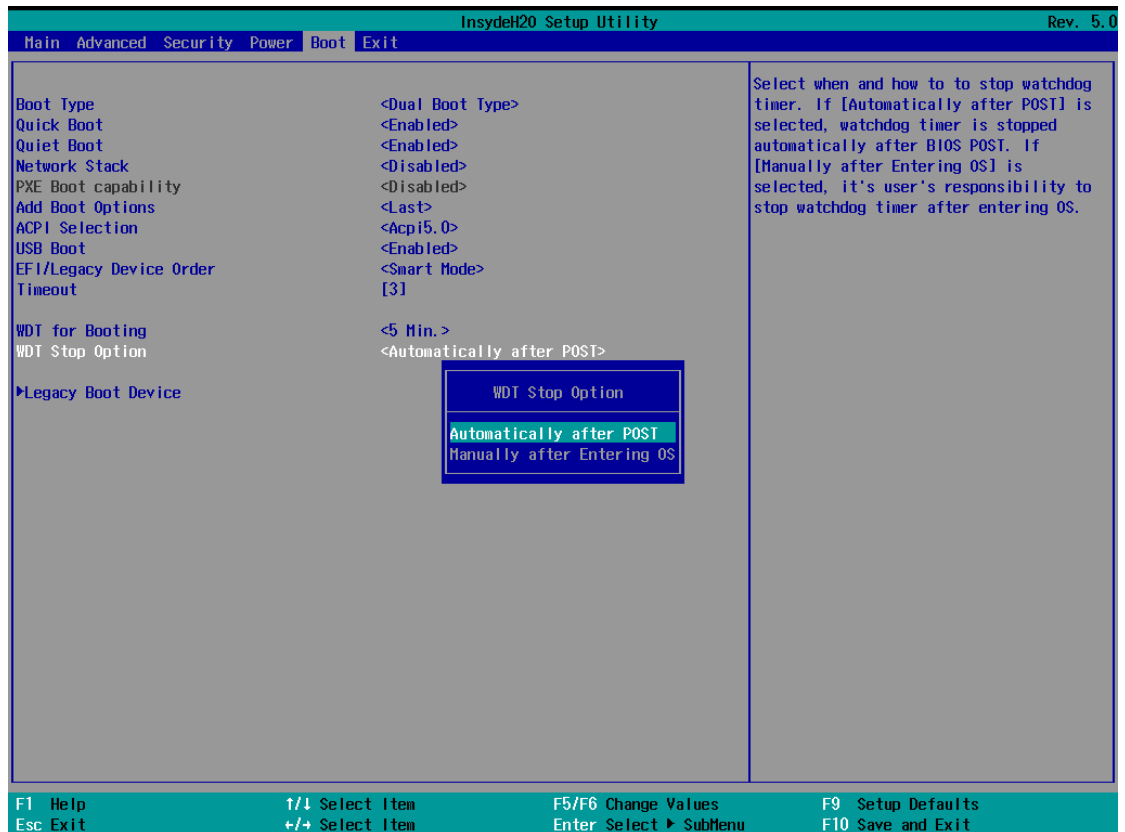 InsydeH20 Setup Utility Rev. 5.0
Main Advanced Security Power Boot Exit
Boot Type <Dual Boot Type>
Quick Boot <Enabled>
Quiet Boot <Enabled>
Network Stack <Disabled>
PXE Boot capability <Disabled>
Add Boot Options <Last>
ACPI Selection <Acpi5.0>
USB Boot <Enabled>
EFI/Legacy Device Order <Smart Mode>
Timeout [3]
WDT for Booting <5 Min.>
WDT Stop Option <Automatically after POST>
▶Legacy Boot Device
WDT Stop Option
Automatically after POST
Manually after Entering OS
Select when and how to to stop watchdog
timer. If [Automatically after POST] is
selected, watchdog timer is stopped
automatically after BIOS POST. If
[Manually after Entering OS] is
selected, it's user's responsibility to
stop watchdog timer after entering OS.
F1 Help ↑/↓ Select Item F5/F6 Change Values F9 Setup Defaults
Esc Exit ←/→ Select Item Enter Select ▶ SubMenu F10 Save and Exit